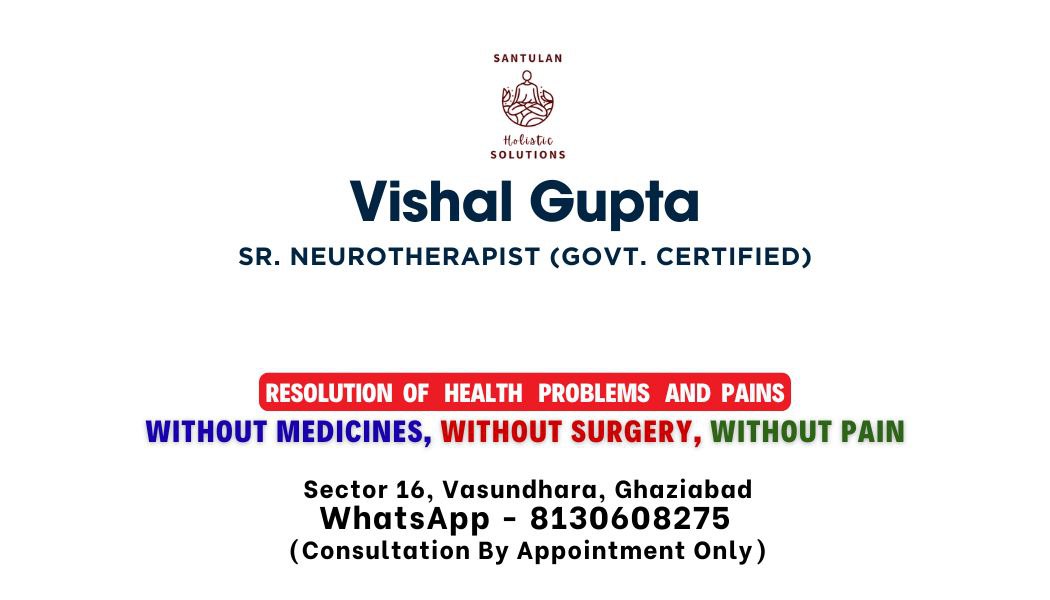 SANTULAN
Holistic
SOLUTIONS
Vishal Gupta
SR. NEUROTHERAPIST (GOVT. CERTIFIED)
RESOLUTION OF HEALTH PROBLEMS AND PAINS
WITHOUT MEDICINES, WITHOUT SURGERY, WITHOUT PAIN
Sector 16, Vasundhara, Ghaziabad
WhatsApp - 8130608275
(Consultation By Appointment Only)